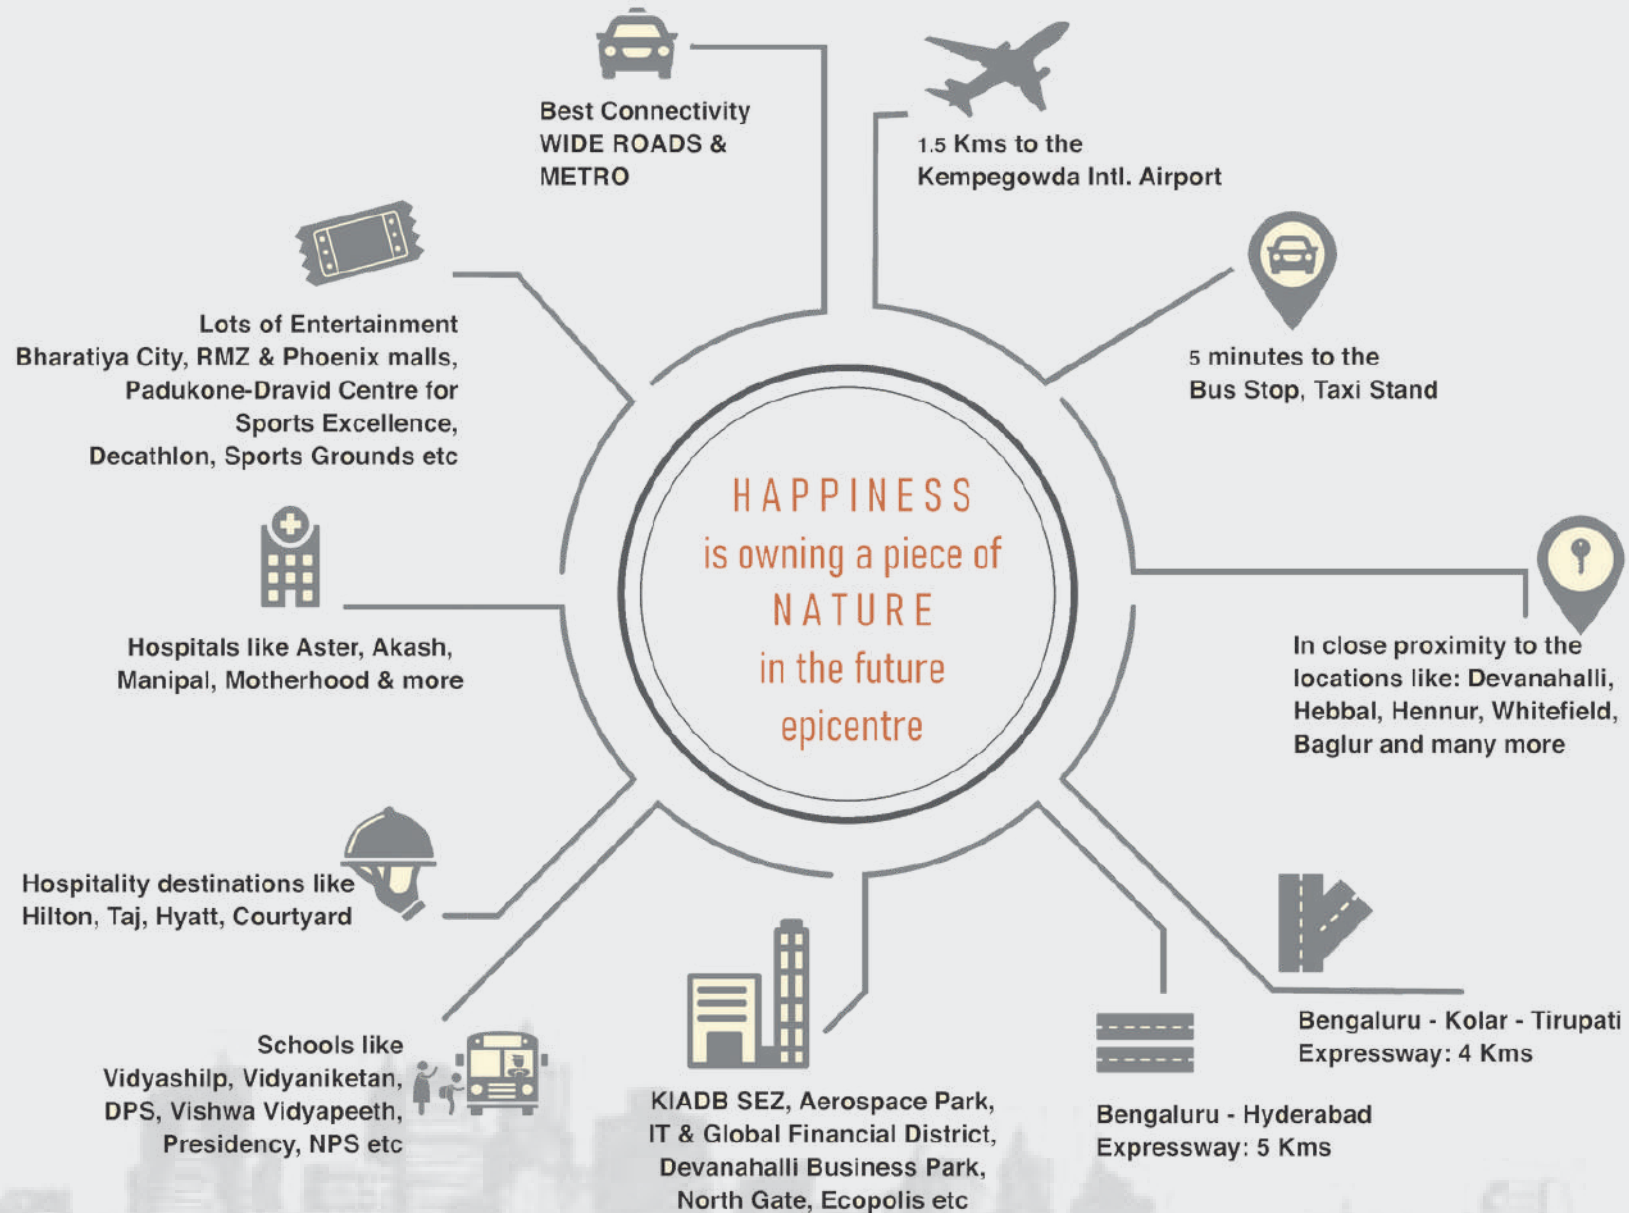 Best Connectivity
WIDE ROADS &
METRO
1.5 Kms to the
Kempegowda Intl. Airport
5 minutes to the
Bus Stop, Taxi Stand
Lots of Entertainment
Bharatiya City, RMZ & Phoenix malls,
Padukone-Dravid Centre for
Sports Excellence,
Decathlon, Sports Grounds etc
HAPPINESS
is owning a piece of
NATURE
in the future
epicentre
Hospitals like Aster, Akash,
Manipal, Motherhood & more
In close proximity to the
locations like: Devanahalli,
Hebbal, Hennur, Whitefield,
Baglur and many more
Hospitality destinations like
Hilton, Taj, Hyatt, Courtyard
Schools like
Vidyashilp, Vidyaniketan,
DPS, Vishwa Vidyapeeth,
Presidency, NPS etc
KIADB SEZ, Aerospace Park,
IT & Global Financial District,
Devanahalli Business Park,
North Gate, Ecopolis etc
Bengaluru - Hyderabad
Expressway: 5 Kms
Bengaluru - Kolar - Tirupati
Expressway: 4 Kms